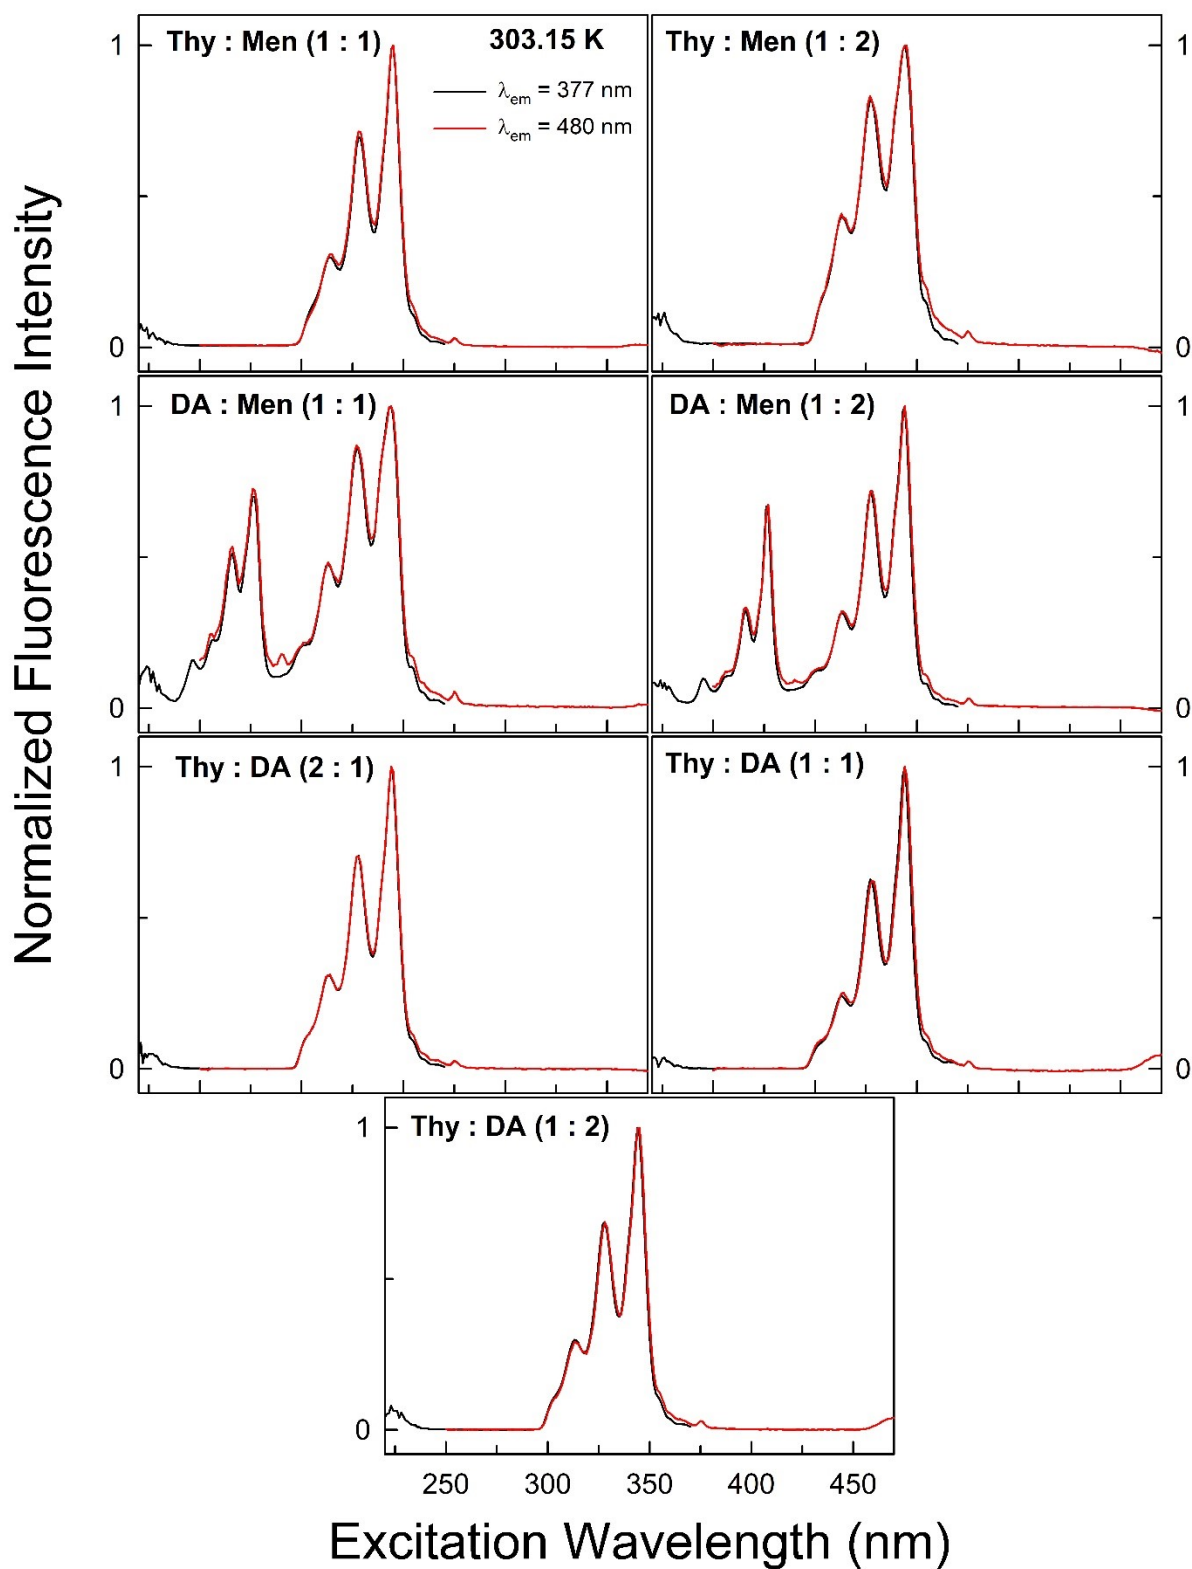 Normalized Fluorescence Intensity
Thy : Men (1 : 1)
303.15 K
λem = 377 nm
λem = 480 nm
1
0
Thy : Men (1 : 2)
1
0
DA : Men (1 : 1)
1
0
DA : Men (1 : 2)
1
0
Thy : DA (2 : 1)
1
0
Thy : DA (1 : 1)
1
0
Thy : DA (1 : 2)
1
0
250 300 350 400 450
Excitation Wavelength (nm)